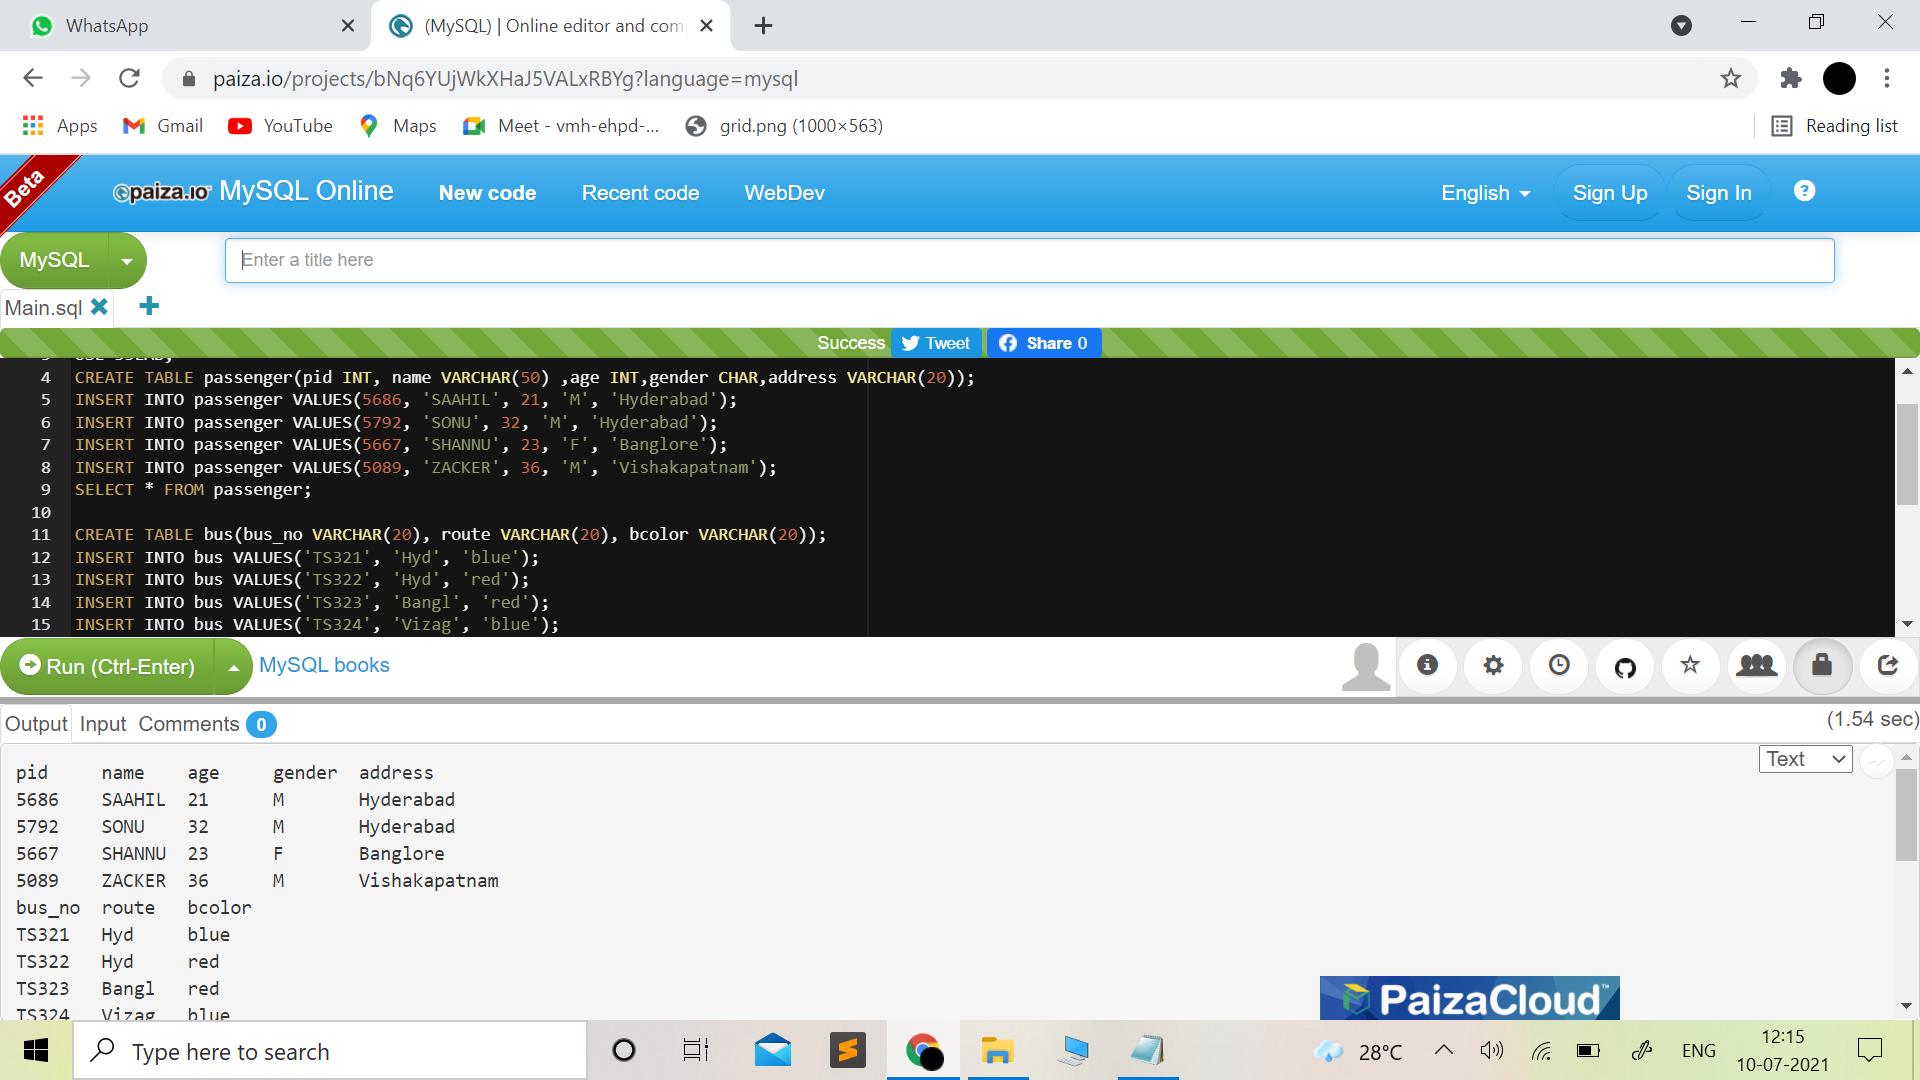 WhatsApp
(MySQL) | Online editor and com
paiza.io/projects/bNq6YUjWkXHaJ5VALxRBYg?language=mysql
Apps Gmail YouTube Maps Meet - vmh-ehpd-... grid.png (1000×563) Reading list
Beta
paiza.IO MySQL Online New code Recent code WebDev English Sign Up Sign In ?
MySQL Enter a title here
Main.sql
Success Tweet Share 0
4 CREATE TABLE passenger(pid INT, name VARCHAR(50) ,age INT,gender CHAR,address VARCHAR(20));
5 INSERT INTO passenger VALUES(5686, 'SAAHIL', 21, 'M', 'Hyderabad');
6 INSERT INTO passenger VALUES(5792, 'SONU', 32, 'M', 'Hyderabad');
7 INSERT INTO passenger VALUES(5667, 'SHANNU', 23, 'F', 'Banglore');
8 INSERT INTO passenger VALUES(5089, 'ZACKER', 36, 'M', 'Vishakapatnam');
9 SELECT * FROM passenger;
10
11 CREATE TABLE bus(bus_no VARCHAR(20), route VARCHAR(20), bcolor VARCHAR(20));
12 INSERT INTO bus VALUES('TS321', 'Hyd', 'blue');
13 INSERT INTO bus VALUES('TS322', 'Hyd', 'red');
14 INSERT INTO bus VALUES('TS323', 'Bangl', 'red');
15 INSERT INTO bus VALUES('TS324', 'Vizag', 'blue');
Run (Ctrl-Enter) MySQL books
Output Input Comments 0 (1.54 sec)
Text
pid name age gender address
5686 SAAHIL 21 M Hyderabad
5792 SONU 32 M Hyderabad
5667 SHANNU 23 F Banglore
5089 ZACKER 36 M Vishakapatnam
bus_no route bcolor
TS321 Hyd blue
TS322 Hyd red
TS323 Bangl red
TS324 Vizag blue
PaizaCloud™
Type here to search
28°C ENG
12:15
10-07-2021